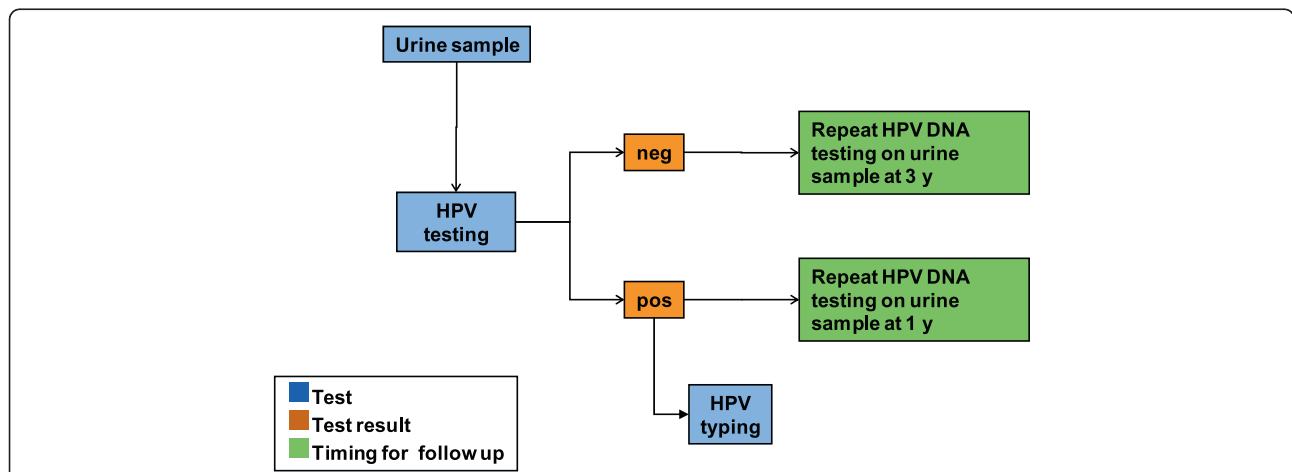 Urine sample
neg
Repeat HPV DNA
testing on urine
sample at 3 y
HPV
testing
pos
Repeat HPV DNA
testing on urine
sample at 1 y
HPV
typing
Test
Test result
Timing for follow up